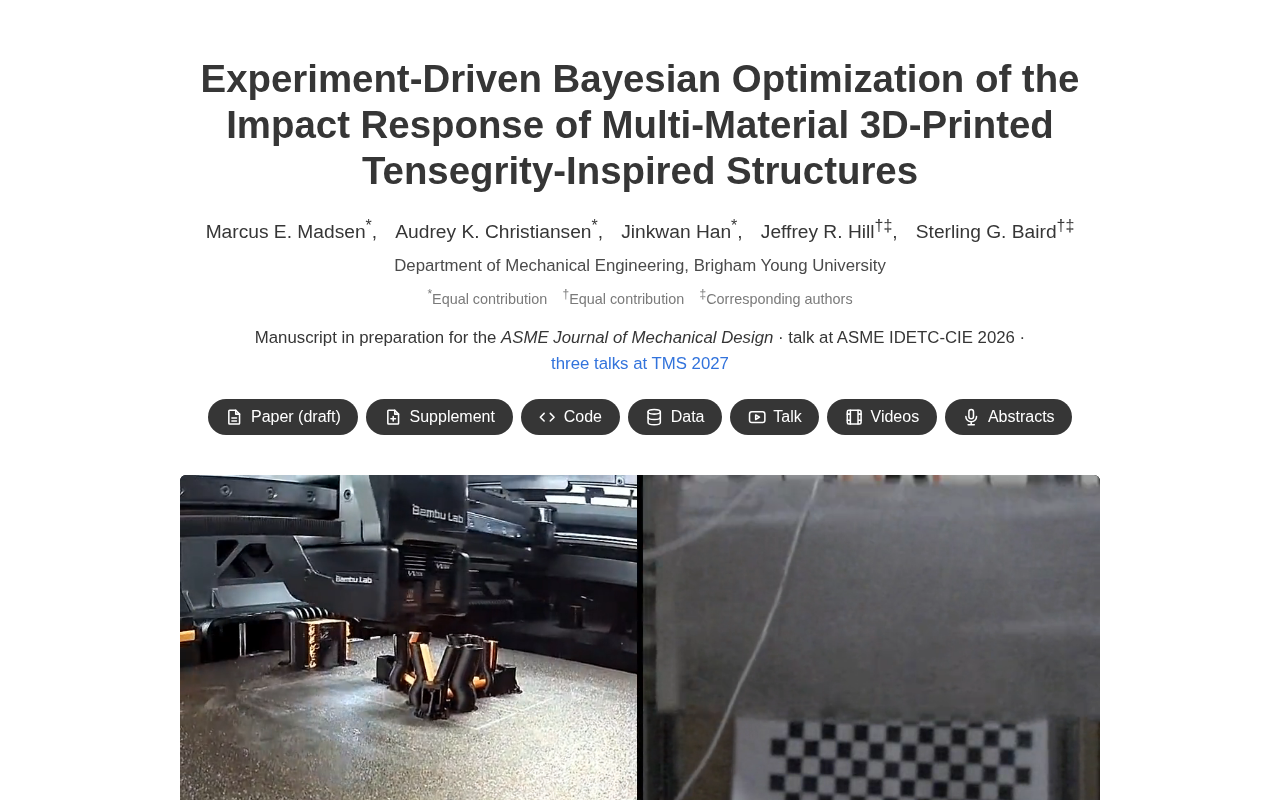 Experiment-Driven Bayesian Optimization of the
Impact Response of Multi-Material 3D-Printed
Tensegrity-Inspired Structures
Marcus E. Madsen*, Audrey K. Christiansen*, Jinkwan Han*, Jeffrey R. Hill†‡, Sterling G. Baird†‡
Department of Mechanical Engineering, Brigham Young University
*Equal contribution †Equal contribution ‡Corresponding authors
Manuscript in preparation for the ASME Journal of Mechanical Design · talk at ASME IDETC-CIE 2026 ·
three talks at TMS 2027
Paper (draft) Supplement Code Data Talk Videos Abstracts
Bambu Lab
Bambu Lab